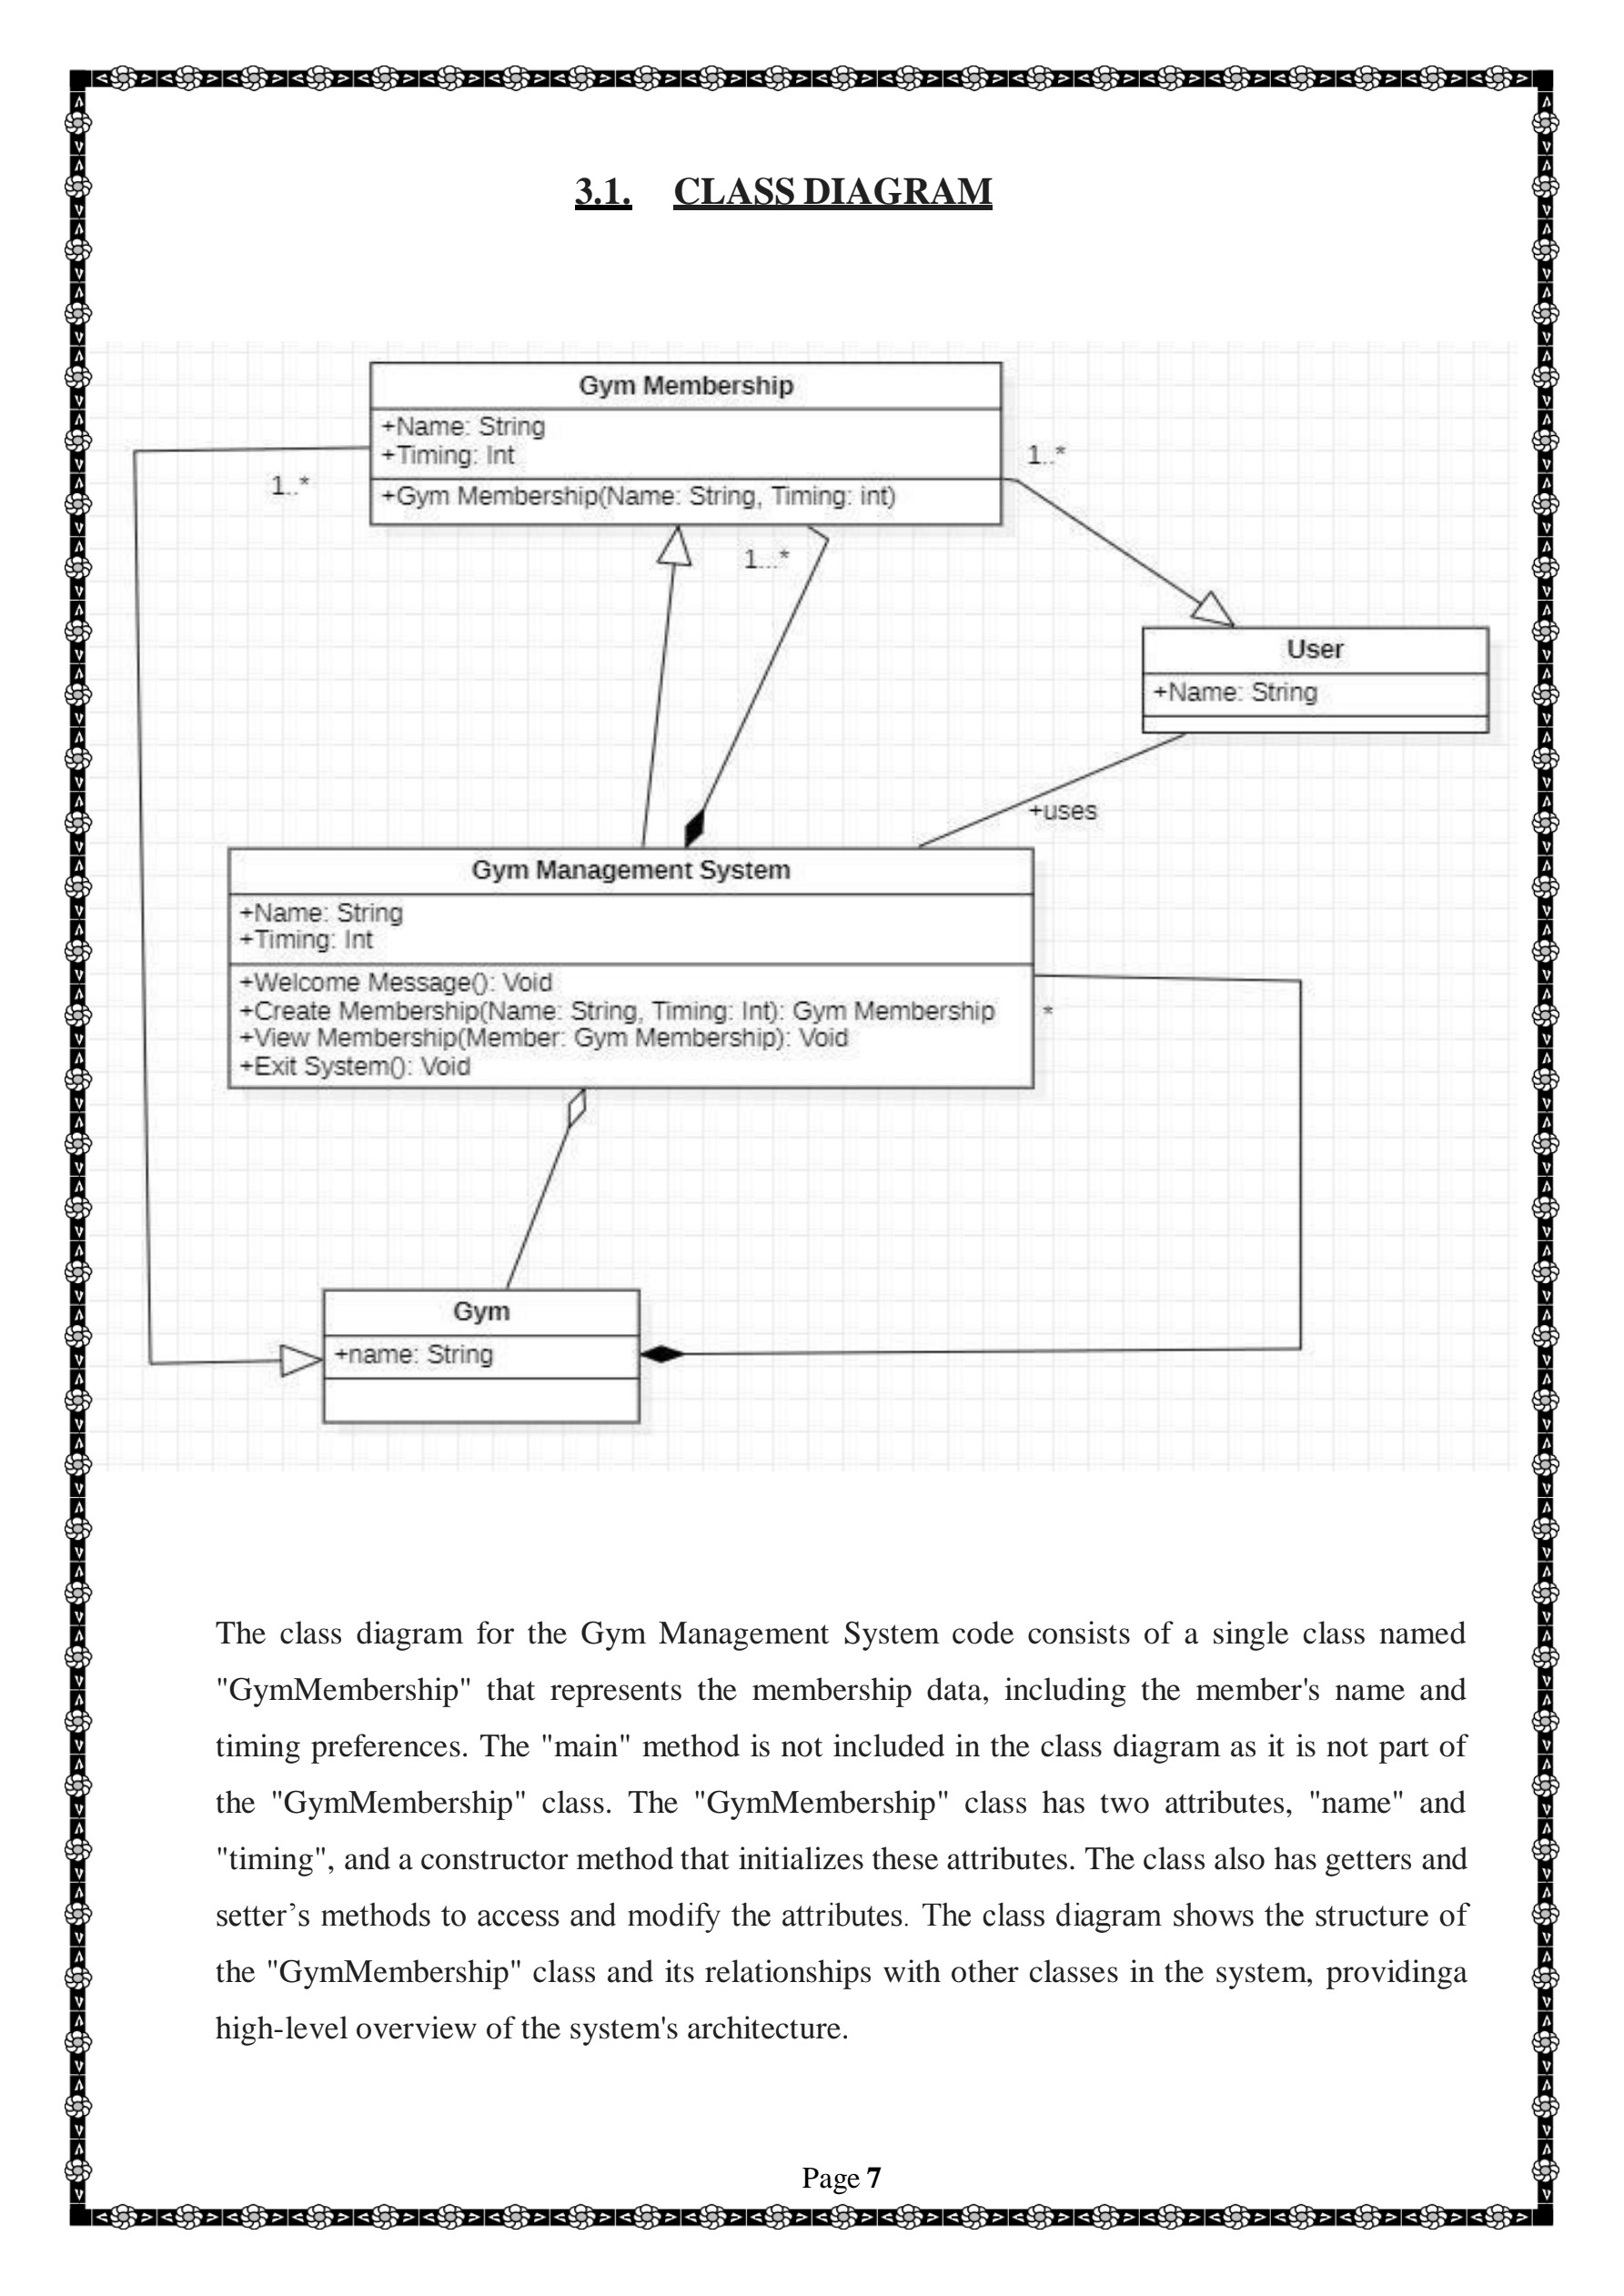 3.1. CLASS DIAGRAM
Gym Membership
+Name: String
+Timing: Int
+Gym Membership(Name: String, Timing: int)
1..*
1..*
1...*
User
+Name: String
+uses
Gym Management System
+Name: String
+Timing: Int
+Welcome Message(): Void
+Create Membership(Name: String, Timing: Int): Gym Membership
+View Membership(Member: Gym Membership): Void
+Exit System(): Void
*
Gym
+name: String
The class diagram for the Gym Management System code consists of a single class named
"GymMembership" that represents the membership data, including the member's name and
timing preferences. The "main" method is not included in the class diagram as it is not part of
the "GymMembership" class. The "GymMembership" class has two attributes, "name" and
"timing", and a constructor method that initializes these attributes. The class also has getters and
setter’s methods to access and modify the attributes. The class diagram shows the structure of
the "GymMembership" class and its relationships with other classes in the system, providinga
high-level overview of the system's architecture.
Page 7